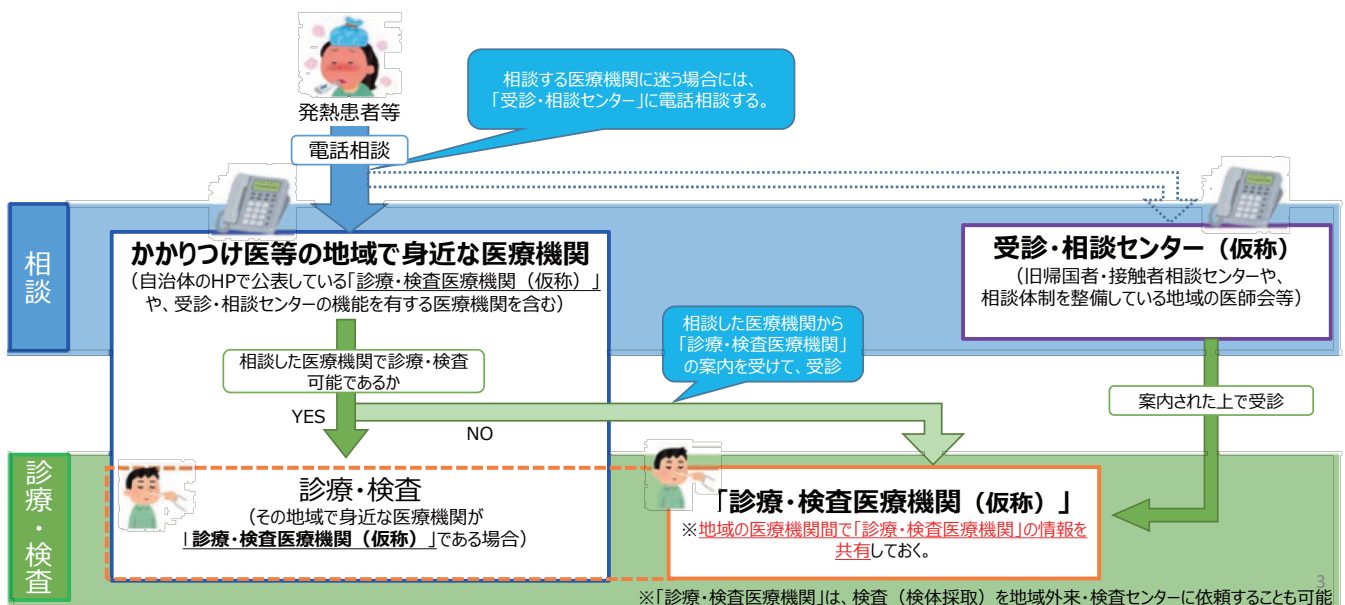 発熱患者等
相談する医療機関に迷う場合には、
「受診・相談センター」に電話相談する。
電話相談
相談
かかりつけ医等の地域で身近な医療機関
（自治体のHPで公表している「診療・検査医療機関（仮称）」
や、受診・相談センターの機能を有する医療機関を含む）
受診・相談センター（仮称）
（旧帰国者・接触者相談センターや、
相談体制を整備している地域の医師会等）
相談した医療機関から
「診療・検査医療機関」
の案内を受けて、受診
相談した医療機関で診療・検査
可能であるか
YES
NO
案内された上で受診
診療・検査
診療・検査
（その地域で身近な医療機関が
「診療・検査医療機関（仮称）」である場合）
「診療・検査医療機関（仮称）」
※地域の医療機関間で「診療・検査医療機関」の情報を
共有しておく。
3
※「診療・検査医療機関」は、検査（検体採取）を地域外来・検査センターに依頼することも可能